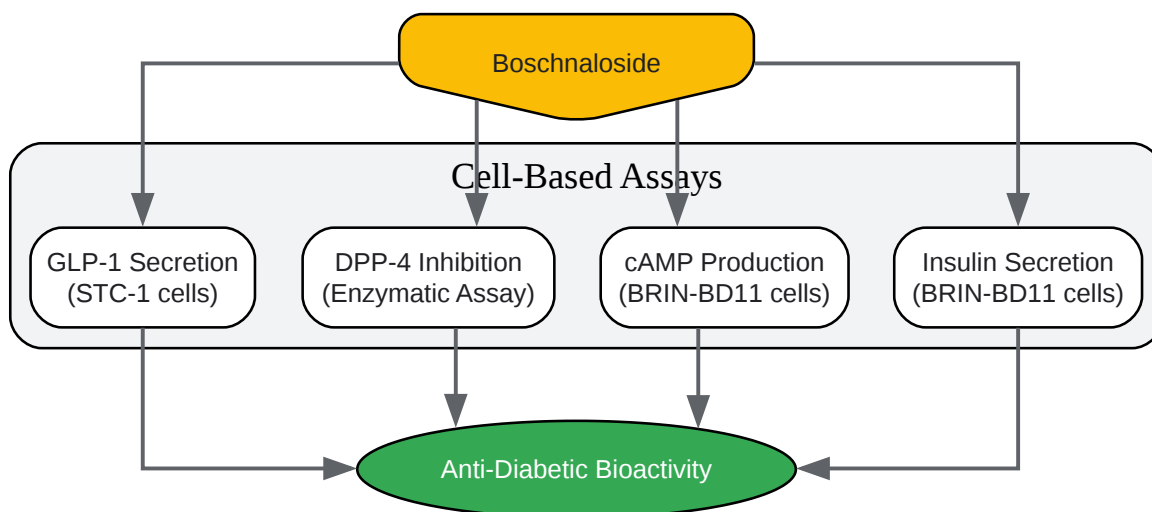 Boschnaloside
Cell-Based Assays
GLP-1 Secretion
(STC-1 cells)
DPP-4 Inhibition
(Enzymatic Assay)
cAMP Production
(BRIN-BD11 cells)
Insulin Secretion
(BRIN-BD11 cells)
Anti-Diabetic Bioactivity